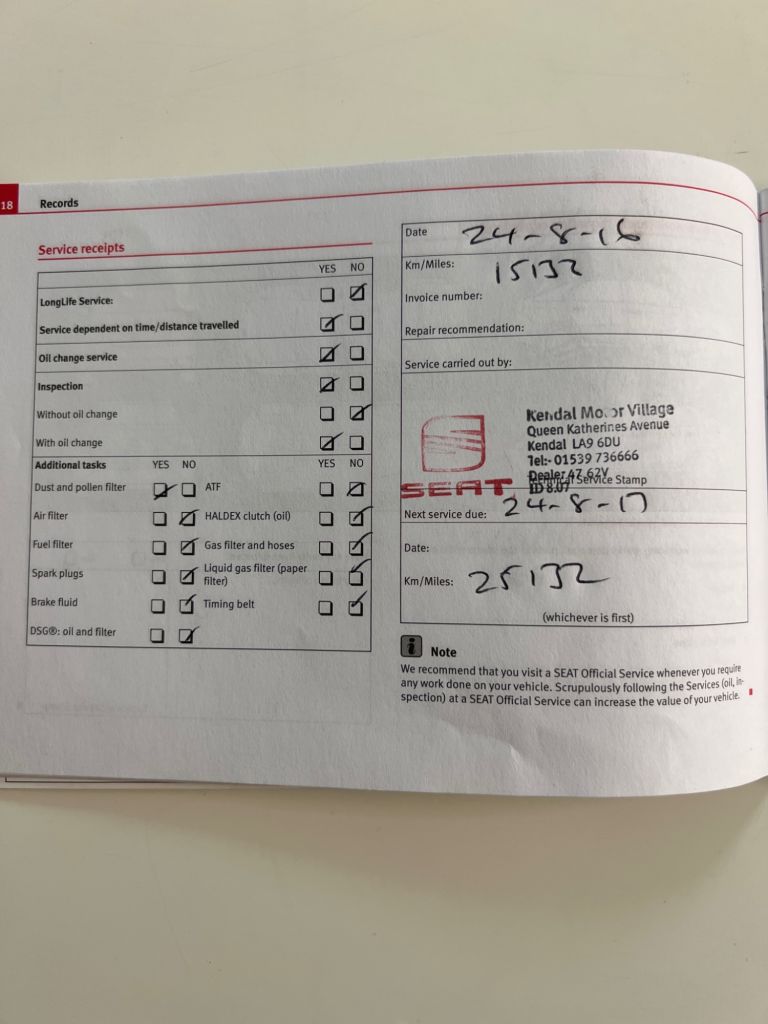 18 Records
Service receipts
YES NO
LongLife Service:
Service dependent on time/distance travelled
Oil change service
Inspection
Without oil change
With oil change
Additional tasks YES NO YES NO
Dust and pollen filter ATF
Air filter HALDEX clutch (oil)
Fuel filter Gas filter and hoses
Spark plugs Liquid gas filter (paper
filter)
Brake fluid Timing belt
DSG®: oil and filter
Date 24-8-16
Km/Miles: 15132
Invoice number:
Repair recommendation:
Service carried out by:
SEAT
Kendal Motor Village
Queen Katherines Avenue
Kendal LA9 6DU
Tel:- 01539 736666
Dealer 47 62V
ID 8.07
Service Stamp
Next service due: 24-8-17
Date:
Km/Miles: 25132
(whichever is first)
i Note
We recommend that you visit a SEAT Official Service whenever you require
any work done on your vehicle. Scrupulously following the Services (oil, in-
spection) at a SEAT Official Service can increase the value of your vehicle.